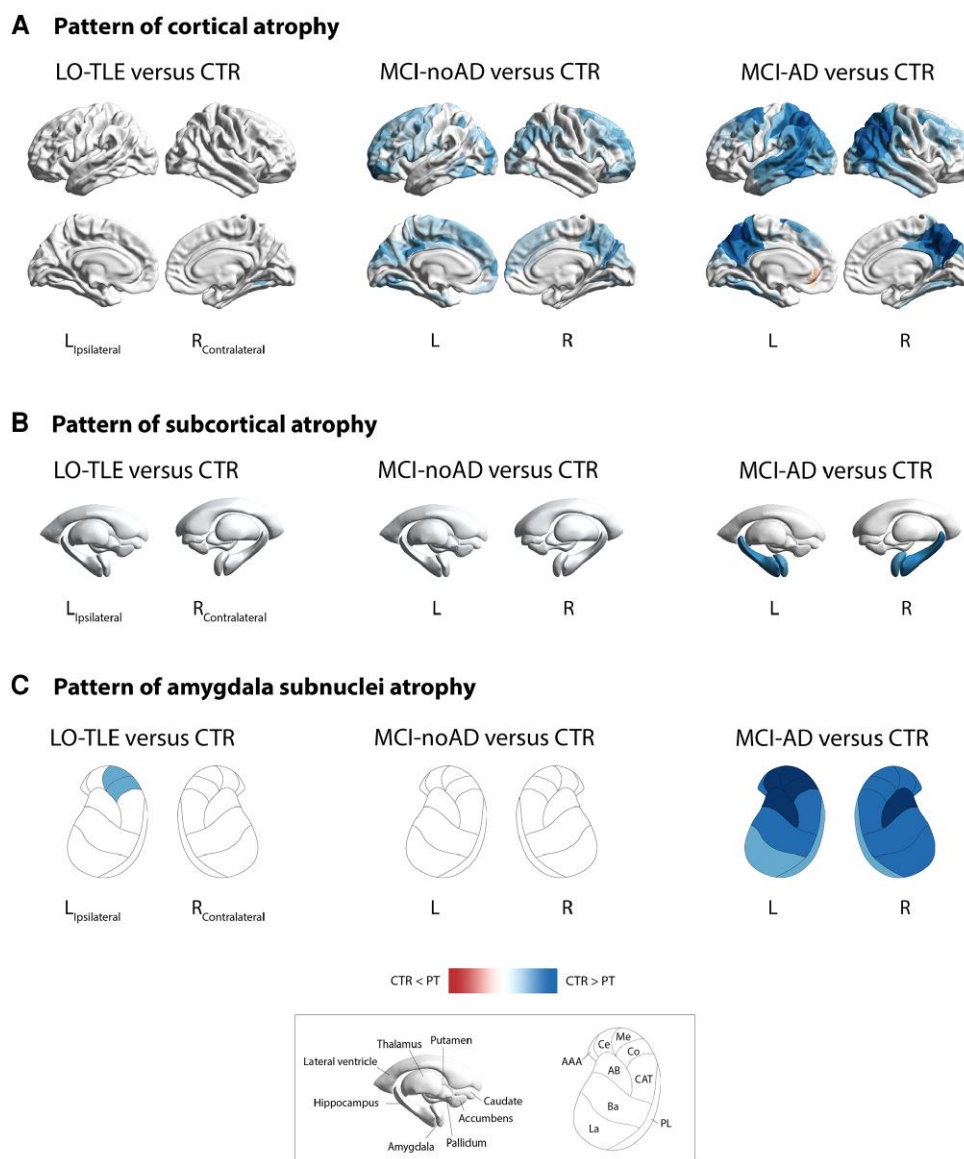 A Pattern of cortical atrophy
LO-TLE versus CTR MCI-noAD versus CTR MCI-AD versus CTR
L Ipsilateral R Contralateral L R L R
B Pattern of subcortical atrophy
LO-TLE versus CTR MCI-noAD versus CTR MCI-AD versus CTR
L Ipsilateral R Contralateral L R L R
C Pattern of amygdala subnuclei atrophy
LO-TLE versus CTR MCI-noAD versus CTR MCI-AD versus CTR
L Ipsilateral R Contralateral L R L R
CTR < PT CTR > PT
Lateral ventricle
Thalamus
Putamen
Hippocampus
Caudate
Accumbens
Amygdala
Pallidum
AAA
Ce
Me
Co
AB
CAT
Ba
La
PL